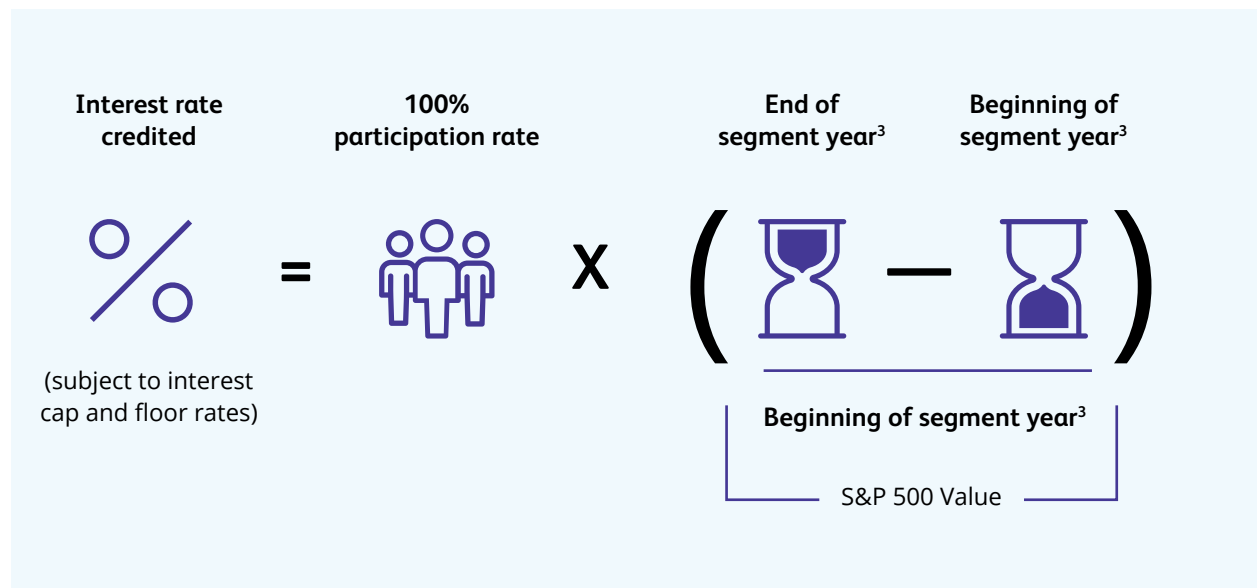 Interest rate
credited
100%
participation rate
End of
segment year³
Beginning of
segment year³
=
X
(
—
)
(subject to interest
cap and floor rates)
Beginning of segment year³
S&P 500 Value